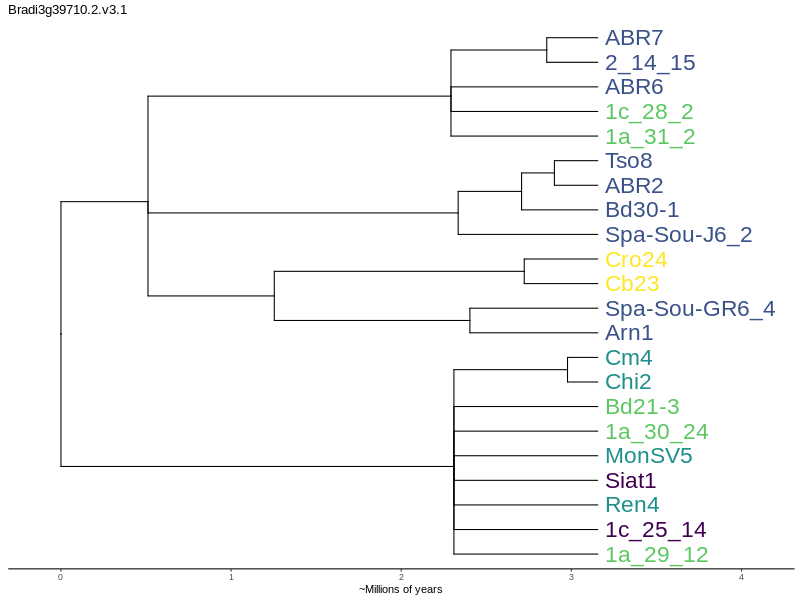 Bradi3g39710.2.v3.1
ABR7
2_14_15
ABR6
1c_28_2
1a_31_2
Tso8
ABR2
Bd30-1
Spa-Sou-J6_2
Cro24
Cb23
Spa-Sou-GR6_4
Arn1
Cm4
Chi2
Bd21-3
1a_30_24
MonSV5
Siat1
Ren4
1c_25_14
1a_29_12
0 1 2 3 4
~Millions of years